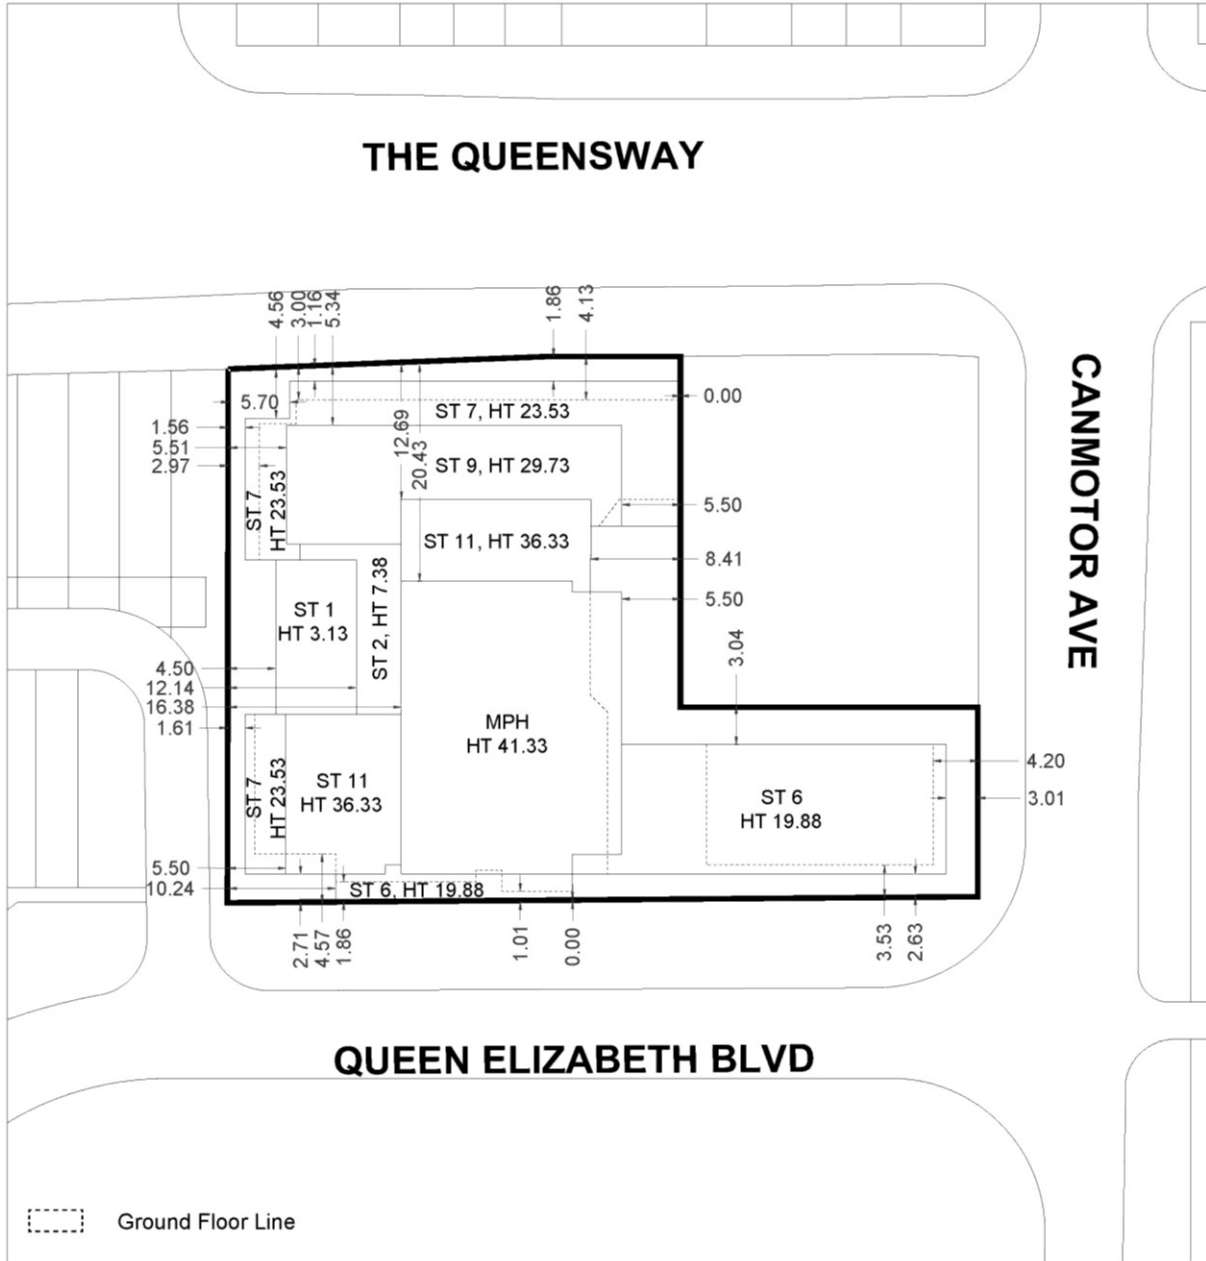 THE QUEENSWAY
4.56
3.00
1.16
5.34
1.86
4.13
CANMOTOR AVE
5.70
0.00
ST 7, HT 23.53
1.56
5.51
2.97
12.69
20.43
ST 9, HT 29.73
ST 7
HT 23.53
5.50
ST 11, HT 36.33
8.41
5.50
ST 1
HT 3.13
ST 2, HT 7.38
3.04
4.50
12.14
16.38
1.61
MPH
HT 41.33
ST 7
HT 23.53
ST 11
HT 36.33
4.20
3.01
ST 6
HT 19.88
5.50
10.24
ST 6, HT 19.88
2.71
4.57
1.86
1.01
0.00
3.53
2.63
QUEEN ELIZABETH BLVD
Ground Floor Line